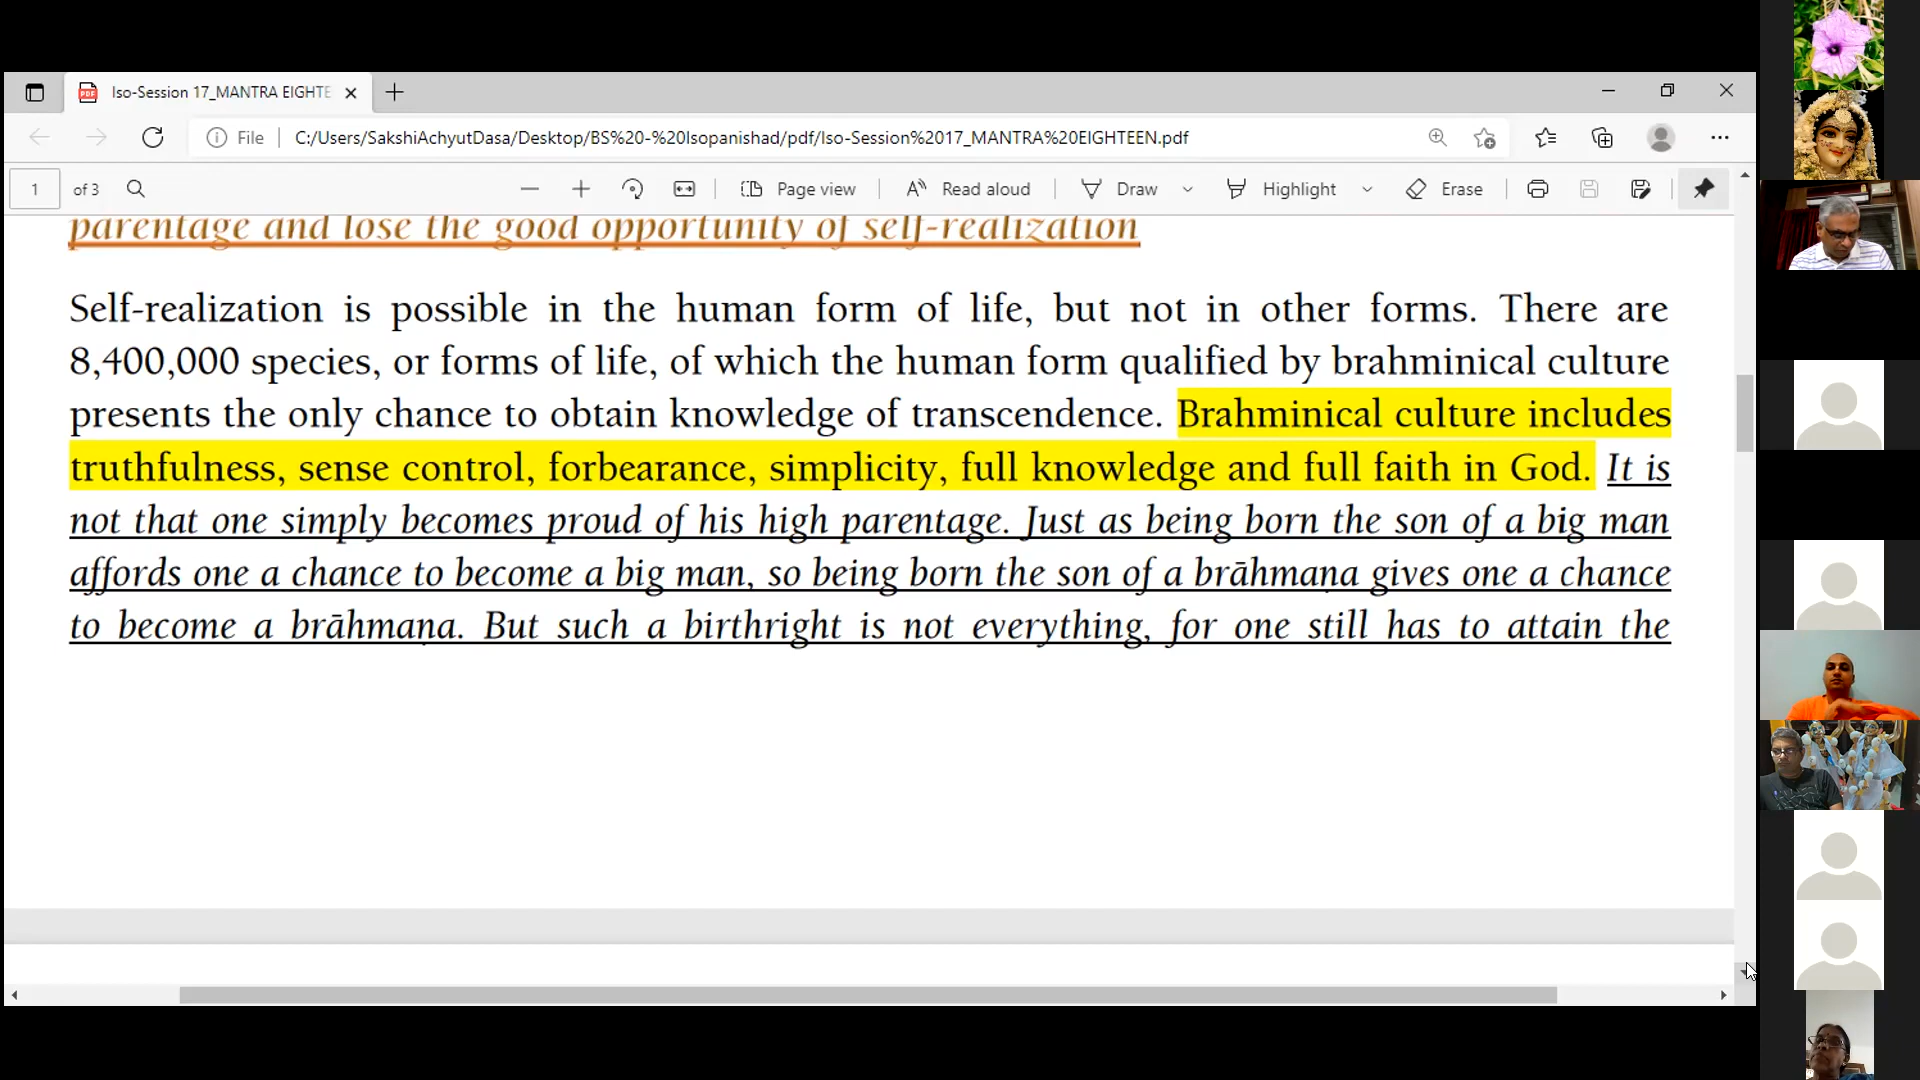 Iso-Session 17_MANTRA EIGHTE
File
C:/Users/SakshiAchyutDasa/Desktop/BS%20-%20Isopanishad/pdf/Iso-Session%2017_MANTRA%20EIGHTEEN.pdf
1 of 3
Page view
Read aloud
Draw
Highlight
Erase
parentage and lose the good opportunity of self-realization
Self-realization is possible in the human form of life, but not in other forms. There are
8,400,000 species, or forms of life, of which the human form qualified by brahminical culture
presents the only chance to obtain knowledge of transcendence. Brahminical culture includes
truthfulness, sense control, forbearance, simplicity, full knowledge and full faith in God. It is
not that one simply becomes proud of his high parentage. Just as being born the son of a big man
affords one a chance to become a big man, so being born the son of a brāhmaṇa gives one a chance
to become a brāhmaṇa. But such a birthright is not everything, for one still has to attain the